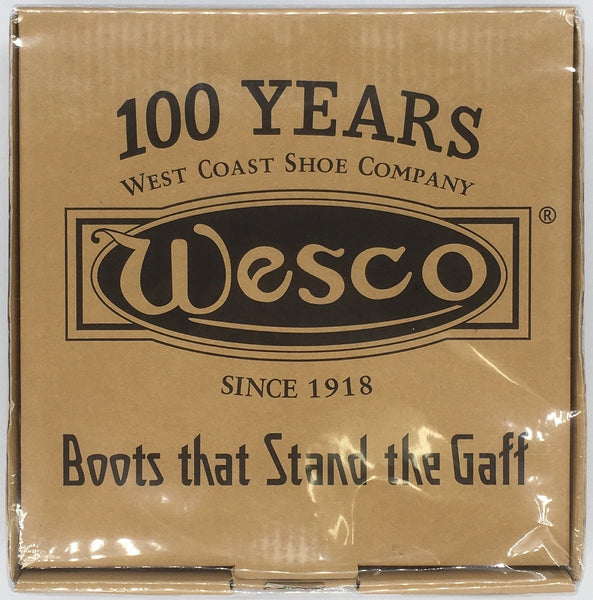 100 YEARS
WEST COAST SHOE COMPANY
Wesco ®
SINCE 1918
Boots that Stand the Gaff